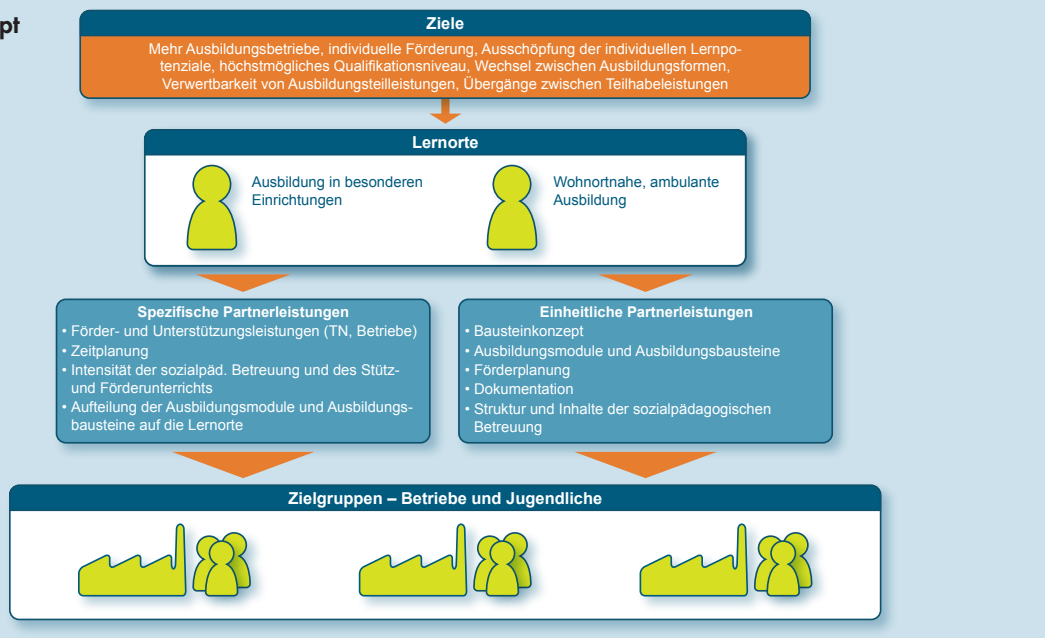 pt
Ziele
Mehr Ausbildungsbetriebe, individuelle Förderung, Ausschöpfung der individuellen Lernpo-
tenziale, höchstmögliches Qualifikationsniveau, Wechsel zwischen Ausbildungsformen,
Verwertbarkeit von Ausbildungsteilleistungen, Übergänge zwischen Teilhabeleistungen
Lernorte
Ausbildung in besonderen
Einrichtungen
Wohnortnahe, ambulante
Ausbildung
Spezifische Partnerleistungen
• Förder- und Unterstützungsleistungen (TN, Betriebe)
• Zeitplanung
• Intensität der sozialpäd. Betreuung und des Stütz-
und Förderunterrichts
• Aufteilung der Ausbildungsmodule und Ausbildungs-
bausteine auf die Lernorte
Einheitliche Partnerleistungen
• Bausteinkonzept
• Ausbildungsmodule und Ausbildungsbausteine
• Förderplanung
• Dokumentation
• Struktur und Inhalte der sozialpädagogischen
Betreuung
Zielgruppen – Betriebe und Jugendliche